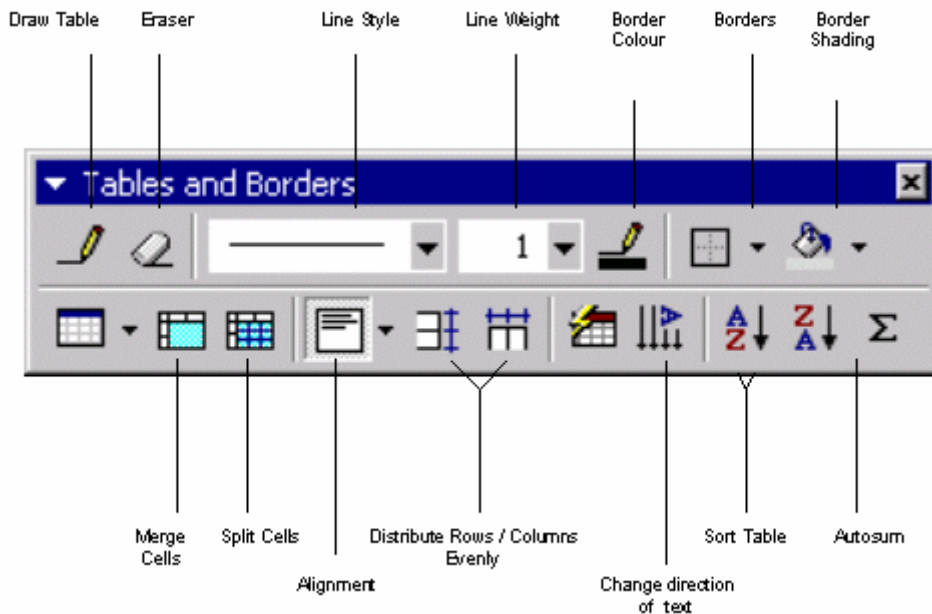 Draw Table Eraser Line Style Line Weight Border Borders Border
Colour Shading
Tables and Borders
1
A Z
Z A
Σ
Merge Split Cells Distribute Rows / Columns Sort Table Autosum
Cells Evenly
Alignment Change direction
of text